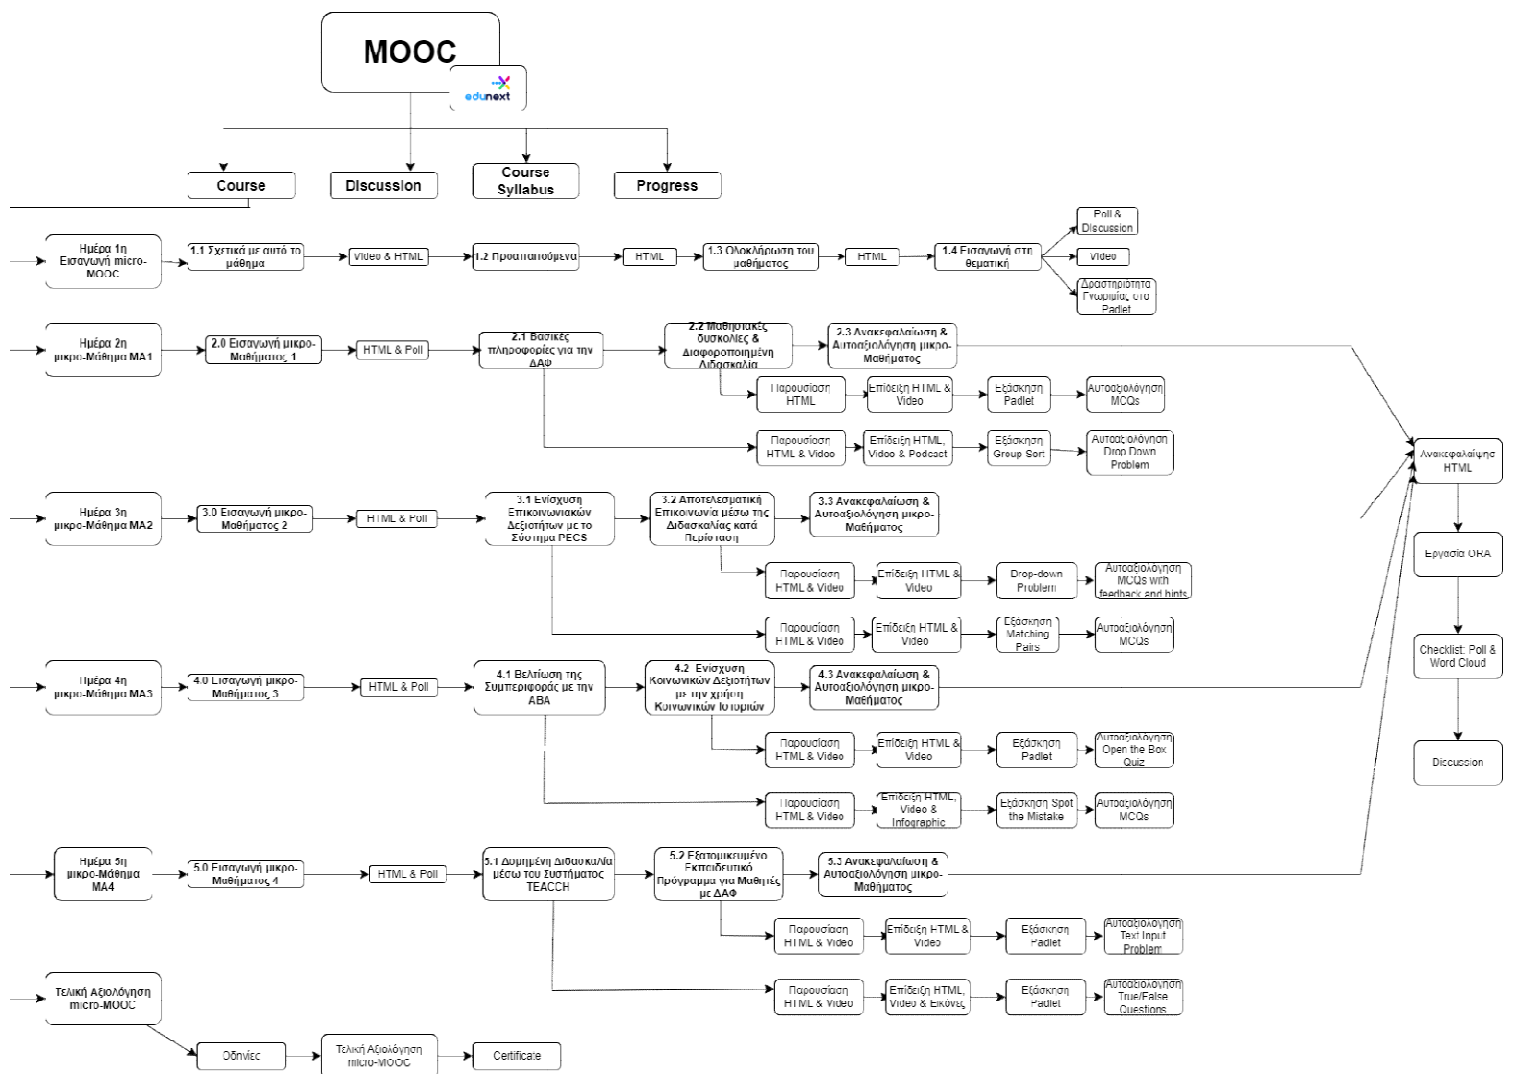 MOOC
edunext
Course
Discussion
Course
Syllabus
Progress
Ημέρα 1η
Εισαγωγή micro-
MOOC
1.1 Σχετικά με αυτό το
μάθημα
Video & HTML
1.2 Προαπαιτούμενα
HTML
1.3 Ολοκλήρωση του
μαθήματος
HTML
1.4 Εισαγωγή στη
θεματική
Poll &
Discussion
Video
Δραστηριότητα
Γνωριμίας στο
Padlet
Ημέρα 2η
μικρο-Μάθημα ΜΑ1
2.0 Εισαγωγή μικρο-
Μαθήματος 1
HTML & Poll
2.1 Βασικές
πληροφορίες για την
ΔΑΦ
2.2 Μαθησιακές
δυσκολίες &
Διαφοροποιημένη
Διδασκαλία
2.3 Ανακεφαλαίωση &
Αυτοαξιολόγηση μικρο-
Μαθήματος
Παρουσίαση
HTML
Επίδειξη HTML &
Video
Εξάσκηση
Padlet
Αυτοαξιολόγηση
MCQs
Παρουσίαση
HTML & Video
Επίδειξη HTML,
Video & Podcast
Εξάσκηση
Group Sort
Αυτοαξιολόγηση
Drop Down
Problem
Ημέρα 3η
μικρο-Μάθημα ΜΑ2
3.0 Εισαγωγή μικρο-
Μαθήματος 2
HTML & Poll
3.1 Ενίσχυση
Επικοινωνιακών
Δεξιοτήτων με το
Σύστημα PECS
3.2 Αποτελεσματική
Επικοινωνία μέσω της
Διδασκαλίας κατά
Περίσταση
3.3 Ανακεφαλαίωση &
Αυτοαξιολόγηση μικρο-
Μαθήματος
Παρουσίαση
HTML & Video
Επίδειξη HTML &
Video
Drop-down
Problem
Αυτοαξιολόγηση
MCQs with
feedback and hints
Παρουσίαση
HTML & Video
Επίδειξη HTML &
Video
Εξάσκηση
Matching
Pairs
Αυτοαξιολόγηση
MCQs
Ημέρα 4η
μικρο-Μάθημα ΜΑ3
4.0 Εισαγωγή μικρο-
Μαθήματος 3
HTML & Poll
4.1 Βελτίωση της
Συμπεριφοράς με την
ABA
4.2 Ενίσχυση
Κοινωνικών Δεξιοτήτων
με την χρήση
Κοινωνικών Ιστοριών
4.3 Ανακεφαλαίωση &
Αυτοαξιολόγηση μικρο-
Μαθήματος
Παρουσίαση
HTML & Video
Επίδειξη HTML &
Video
Εξάσκηση
Padlet
Αυτοαξιολόγηση
Open the Box
Quiz
Παρουσίαση
HTML & Video
Επίδειξη HTML,
Video &
Infographic
Εξάσκηση Spot
the Mistake
Αυτοαξιολόγηση
MCQs
Ημέρα 5η
μικρο-Μάθημα
ΜΑ4
5.0 Εισαγωγή μικρο-
Μαθήματος 4
HTML & Poll
5.1 Δομημένη Διδασκαλία
μέσω του Συστήματος
TEACCH
5.2 Εξατομικευμένο
Εκπαιδευτικό
Πρόγραμμα για Μαθητές
με ΔΑΦ
5.3 Ανακεφαλαίωση &
Αυτοαξιολόγηση μικρο-
Μαθήματος
Παρουσίαση
HTML & Video
Επίδειξη HTML &
Video
Εξάσκηση
Padlet
Αυτοαξιολόγηση
Text Input
Problem
Παρουσίαση
HTML & Video
Επίδειξη HTML,
Video & Εικόνες
Εξάσκηση
Padlet
Αυτοαξιολόγηση
True/False
Questions
Τελική Αξιολόγηση
micro-MOOC
Οδηγίες
Τελική Αξιολόγηση
micro-MOOC
Certificate
HTML
Εργασία ORA
Checklist: Poll &
Word Cloud
Discussion